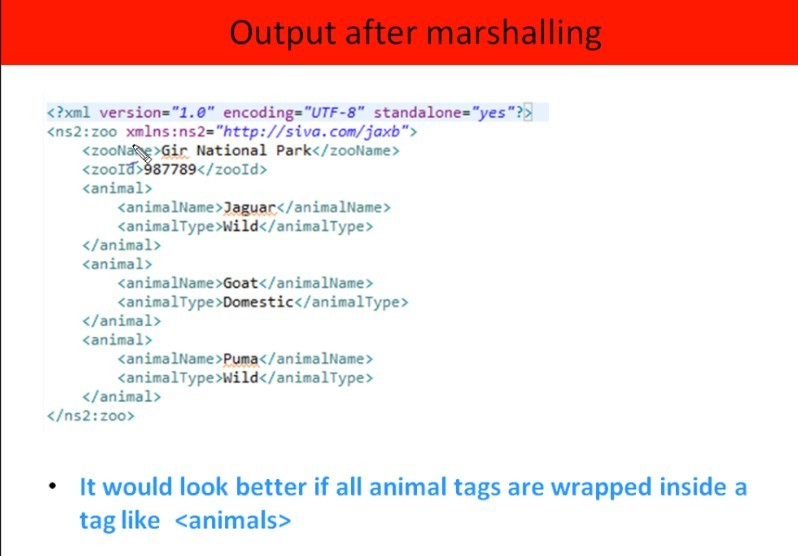 Output after marshalling
<?xml version="1.0" encoding="UTF-8" standalone="yes"?>
<ns2:zoo xmlns:ns2="http://siva.com/jaxb">
<zooName>Gir National Park</zooName>
<zooId>987789</zooId>
<animal>
<animalName>Jaguar</animalName>
<animalType>Wild</animalType>
</animal>
<animal>
<animalName>Goat</animalName>
<animalType>Domestic</animalType>
</animal>
<animal>
<animalName>Puma</animalName>
<animalType>Wild</animalType>
</animal>
</ns2:zoo>
• It would look better if all animal tags are wrapped inside a
tag like <animals>